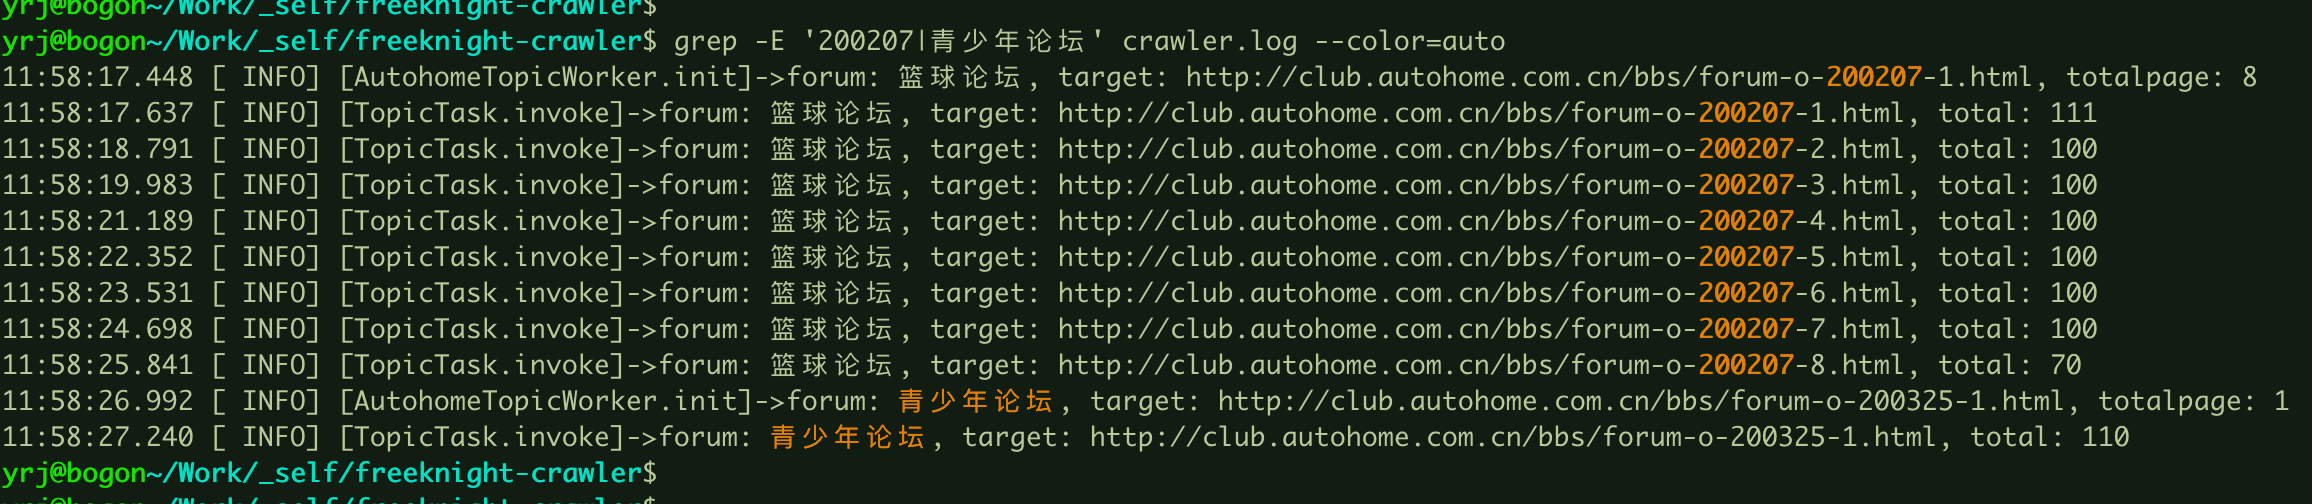 yrj@bogon~/Work/_self/freeknight-crawler$
yrj@bogon~/Work/_self/freeknight-crawler$ grep -E '200207|青少年论坛' crawler.log --color=auto
11:58:17.448 [ INFO] [AutohomeTopicWorker.init]->forum: 篮球论坛, target: http://club.autohome.com.cn/bbs/forum-o-200207-1.html, totalpage: 8
11:58:17.637 [ INFO] [TopicTask.invoke]->forum: 篮球论坛, target: http://club.autohome.com.cn/bbs/forum-o-200207-1.html, total: 111
11:58:18.791 [ INFO] [TopicTask.invoke]->forum: 篮球论坛, target: http://club.autohome.com.cn/bbs/forum-o-200207-2.html, total: 100
11:58:19.983 [ INFO] [TopicTask.invoke]->forum: 篮球论坛, target: http://club.autohome.com.cn/bbs/forum-o-200207-3.html, total: 100
11:58:21.189 [ INFO] [TopicTask.invoke]->forum: 篮球论坛, target: http://club.autohome.com.cn/bbs/forum-o-200207-4.html, total: 100
11:58:22.352 [ INFO] [TopicTask.invoke]->forum: 篮球论坛, target: http://club.autohome.com.cn/bbs/forum-o-200207-5.html, total: 100
11:58:23.531 [ INFO] [TopicTask.invoke]->forum: 篮球论坛, target: http://club.autohome.com.cn/bbs/forum-o-200207-6.html, total: 100
11:58:24.698 [ INFO] [TopicTask.invoke]->forum: 篮球论坛, target: http://club.autohome.com.cn/bbs/forum-o-200207-7.html, total: 100
11:58:25.841 [ INFO] [TopicTask.invoke]->forum: 篮球论坛, target: http://club.autohome.com.cn/bbs/forum-o-200207-8.html, total: 70
11:58:26.992 [ INFO] [AutohomeTopicWorker.init]->forum: 青少年论坛, target: http://club.autohome.com.cn/bbs/forum-o-200325-1.html, totalpage: 1
11:58:27.240 [ INFO] [TopicTask.invoke]->forum: 青少年论坛, target: http://club.autohome.com.cn/bbs/forum-o-200325-1.html, total: 110
yrj@bogon~/Work/_self/freeknight-crawler$
yrj@bogon~/Work/_self/freeknight-crawler$